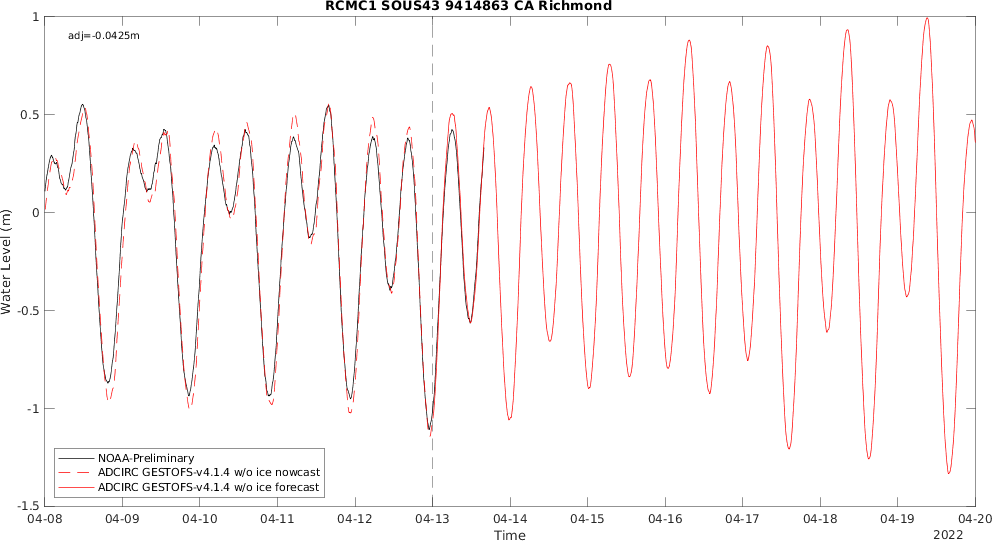 RCMC1 SOUS43 9414863 CA Richmond
adj=-0.0425m
1
0.5
0
-0.5
-1
-1.5
Water Level (m)
NOAA-Preliminary
ADCIRC GESTOFS-v4.1.4 w/o ice nowcast
ADCIRC GESTOFS-v4.1.4 w/o ice forecast
04-08 04-09 04-10 04-11 04-12 04-13 04-14 04-15 04-16 04-17 04-18 04-19 04-20
Time
2022